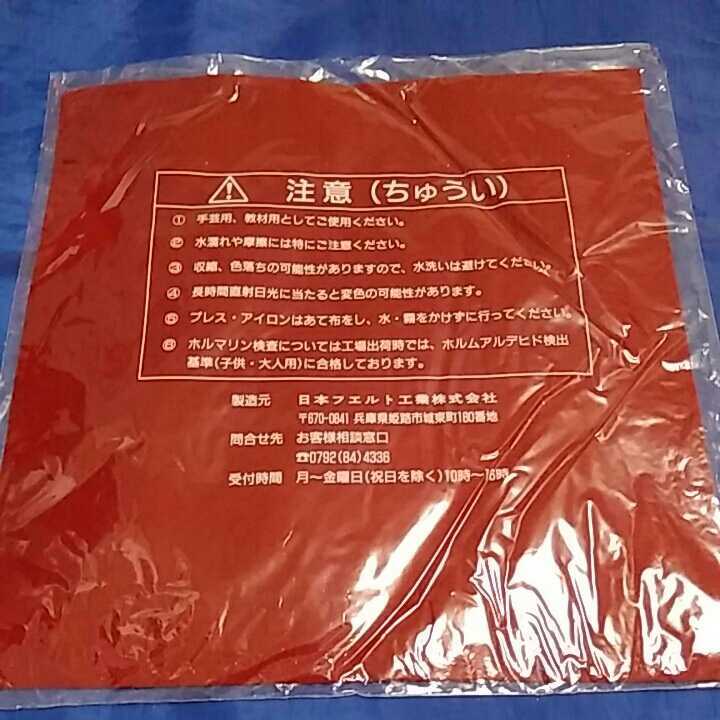 ⚠ 注意(ちゅうい)
① 手芸用、教材用としてご使用ください。
② 水濡れや摩擦には特にご注意ください。
③ 収縮、色落ちの可能性がありますので、水洗いは避けてください。
④ 長時間直射日光に当たると変色の可能性があります。
⑤ プレス・アイロンはあて布をし、水・霧をかけずに行ってください。
⑥ ホルマリン検査については工場出荷時では、ホルムアルデヒド検出
基準(子供・大人用)に合格しております。
製造元 日本フエルト工業株式会社
〒670-0841 兵庫県姫路市城東町180番地
問合せ先 お客様相談窓口
☎0792(84)4336
受付時間 月～金曜日(祝日を除く)10時～16時